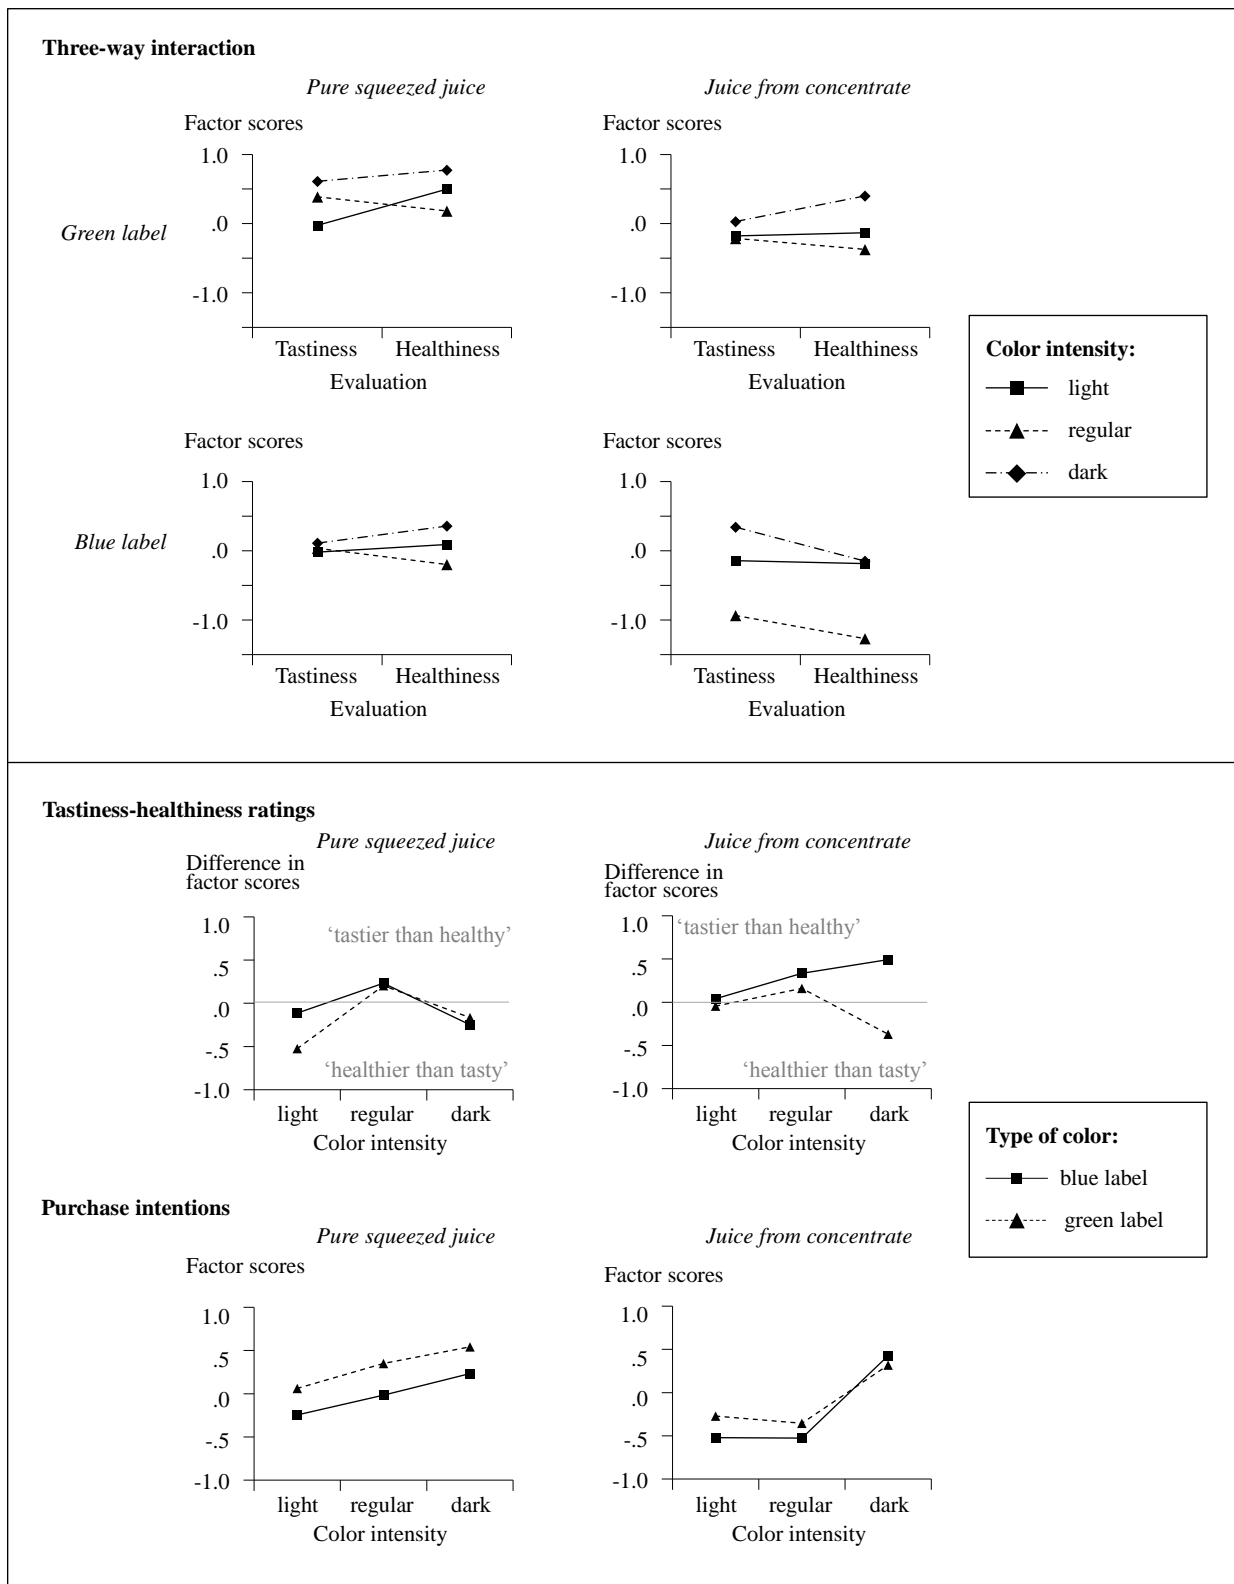 Three-way interaction
Pure squeezed juice
Juice from concentrate
Factor scores
Factor scores
1.0
.0
-1.0
1.0
.0
-1.0
Green label
Tastiness Healthiness
Evaluation
Tastiness Healthiness
Evaluation
Color intensity:
light
regular
dark
Factor scores
Factor scores
1.0
.0
-1.0
1.0
.0
-1.0
Blue label
Tastiness Healthiness
Evaluation
Tastiness Healthiness
Evaluation
Tastiness-healthiness ratings
Pure squeezed juice
Juice from concentrate
Difference in
factor scores
Difference in
factor scores
1.0
.5
.0
-.5
-1.0
‘tastier than healthy’
‘healthier than tasty’
1.0
.5
.0
-.5
-1.0
‘tastier than healthy’
‘healthier than tasty’
light regular dark
Color intensity
light regular dark
Color intensity
Type of color:
blue label
green label
Purchase intentions
Pure squeezed juice
Juice from concentrate
Factor scores
Factor scores
1.0
.5
.0
-.5
-1.0
1.0
.5
.0
-.5
-1.0
light regular dark
Color intensity
light regular dark
Color intensity